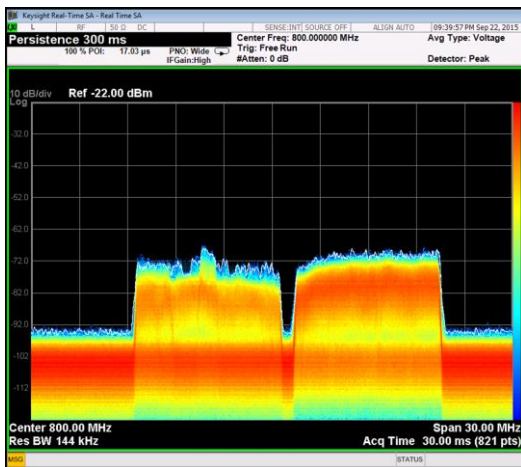 Keysight Real-Time SA - Real Time SA
L RF 50 Ω DC SENSE:INT SOURCE OFF ALIGN AUTO 09:39:57 PM Sep 22, 2015
Persistence 300 ms Center Freq: 800.000000 MHz Avg Type: Voltage
100 % POI: 17.03 µs PNO: Wide Trig: Free Run
IFGain:High #Atten: 0 dB Detector: Peak
10 dB/div Ref -22.00 dBm
Log
-32.0
-42.0
-52.0
-62.0
-72.0
-82.0
-92.0
-102
-112
Center 800.00 MHz Span 30.00 MHz
Res BW 144 kHz Acq Time 30.00 ms (821 pts)
MSG STATUS